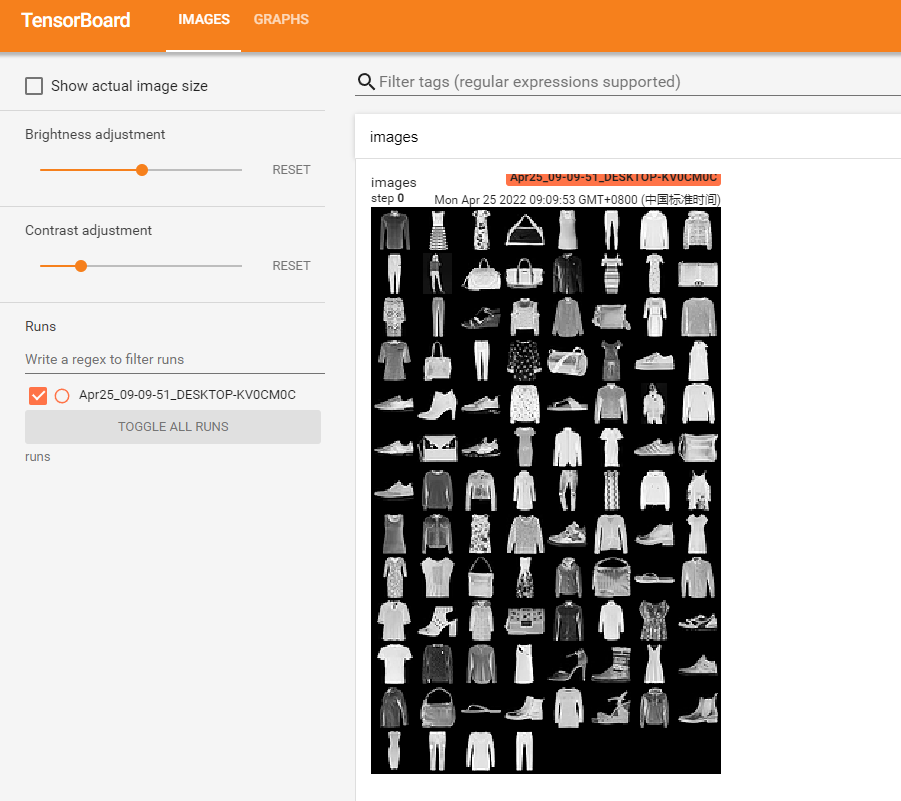 TensorBoard
IMAGES
GRAPHS
Show actual image size
Brightness adjustment
RESET
Contrast adjustment
RESET
Runs
Write a regex to filter runs
Apr25_09-09-51_DESKTOP-KV0CM0C
TOGGLE ALL RUNS
runs
Filter tags (regular expressions supported)
images
images
Apr25_09-09-51_DESKTOP-KV0CM0C
step 0
Mon Apr 25 2022 09:09:53 GMT+0800 (中国标准时间)